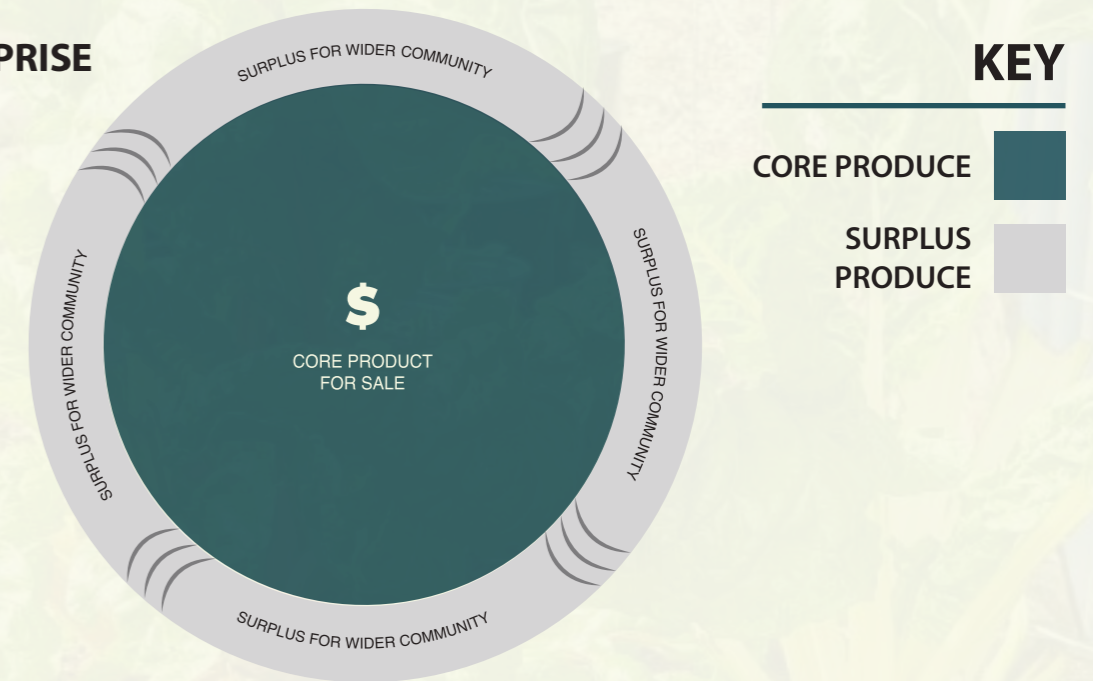 PRISE
SURPLUS FOR WIDER COMMUNITY
KEY
CORE PRODUCE
SURPLUS
PRODUCE
SURPLUS FOR WIDER COMMUNITY
SURPLUS FOR WIDER COMMUNITY
$
CORE PRODUCT
FOR SALE
SURPLUS FOR WIDER COMMUNITY